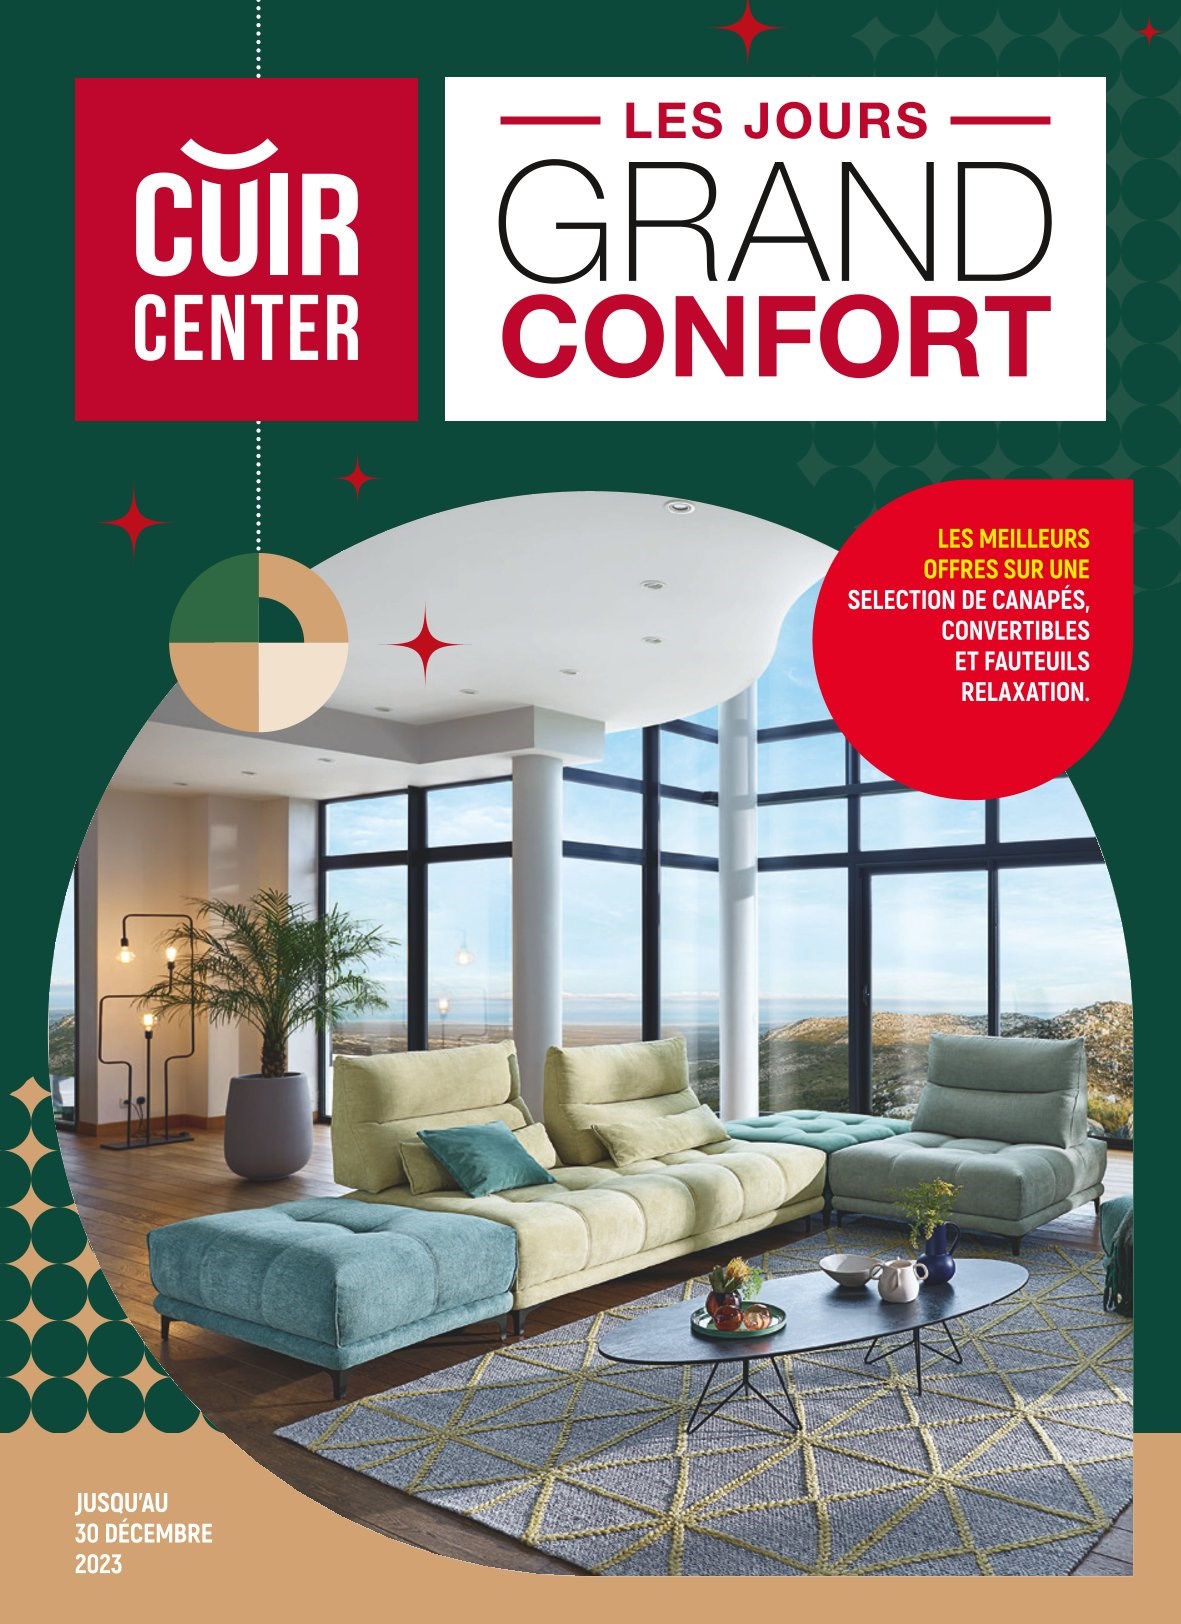 CUIR
CENTER
LES JOURS
GRAND
CONFORT
LES MEILLEURS
OFFRES SUR UNE
SELECTION DE CANAPÉS,
CONVERTIBLES
ET FAUTEUILS
RELAXATION.
JUSQU'AU
30 DÉCEMBRE
2023